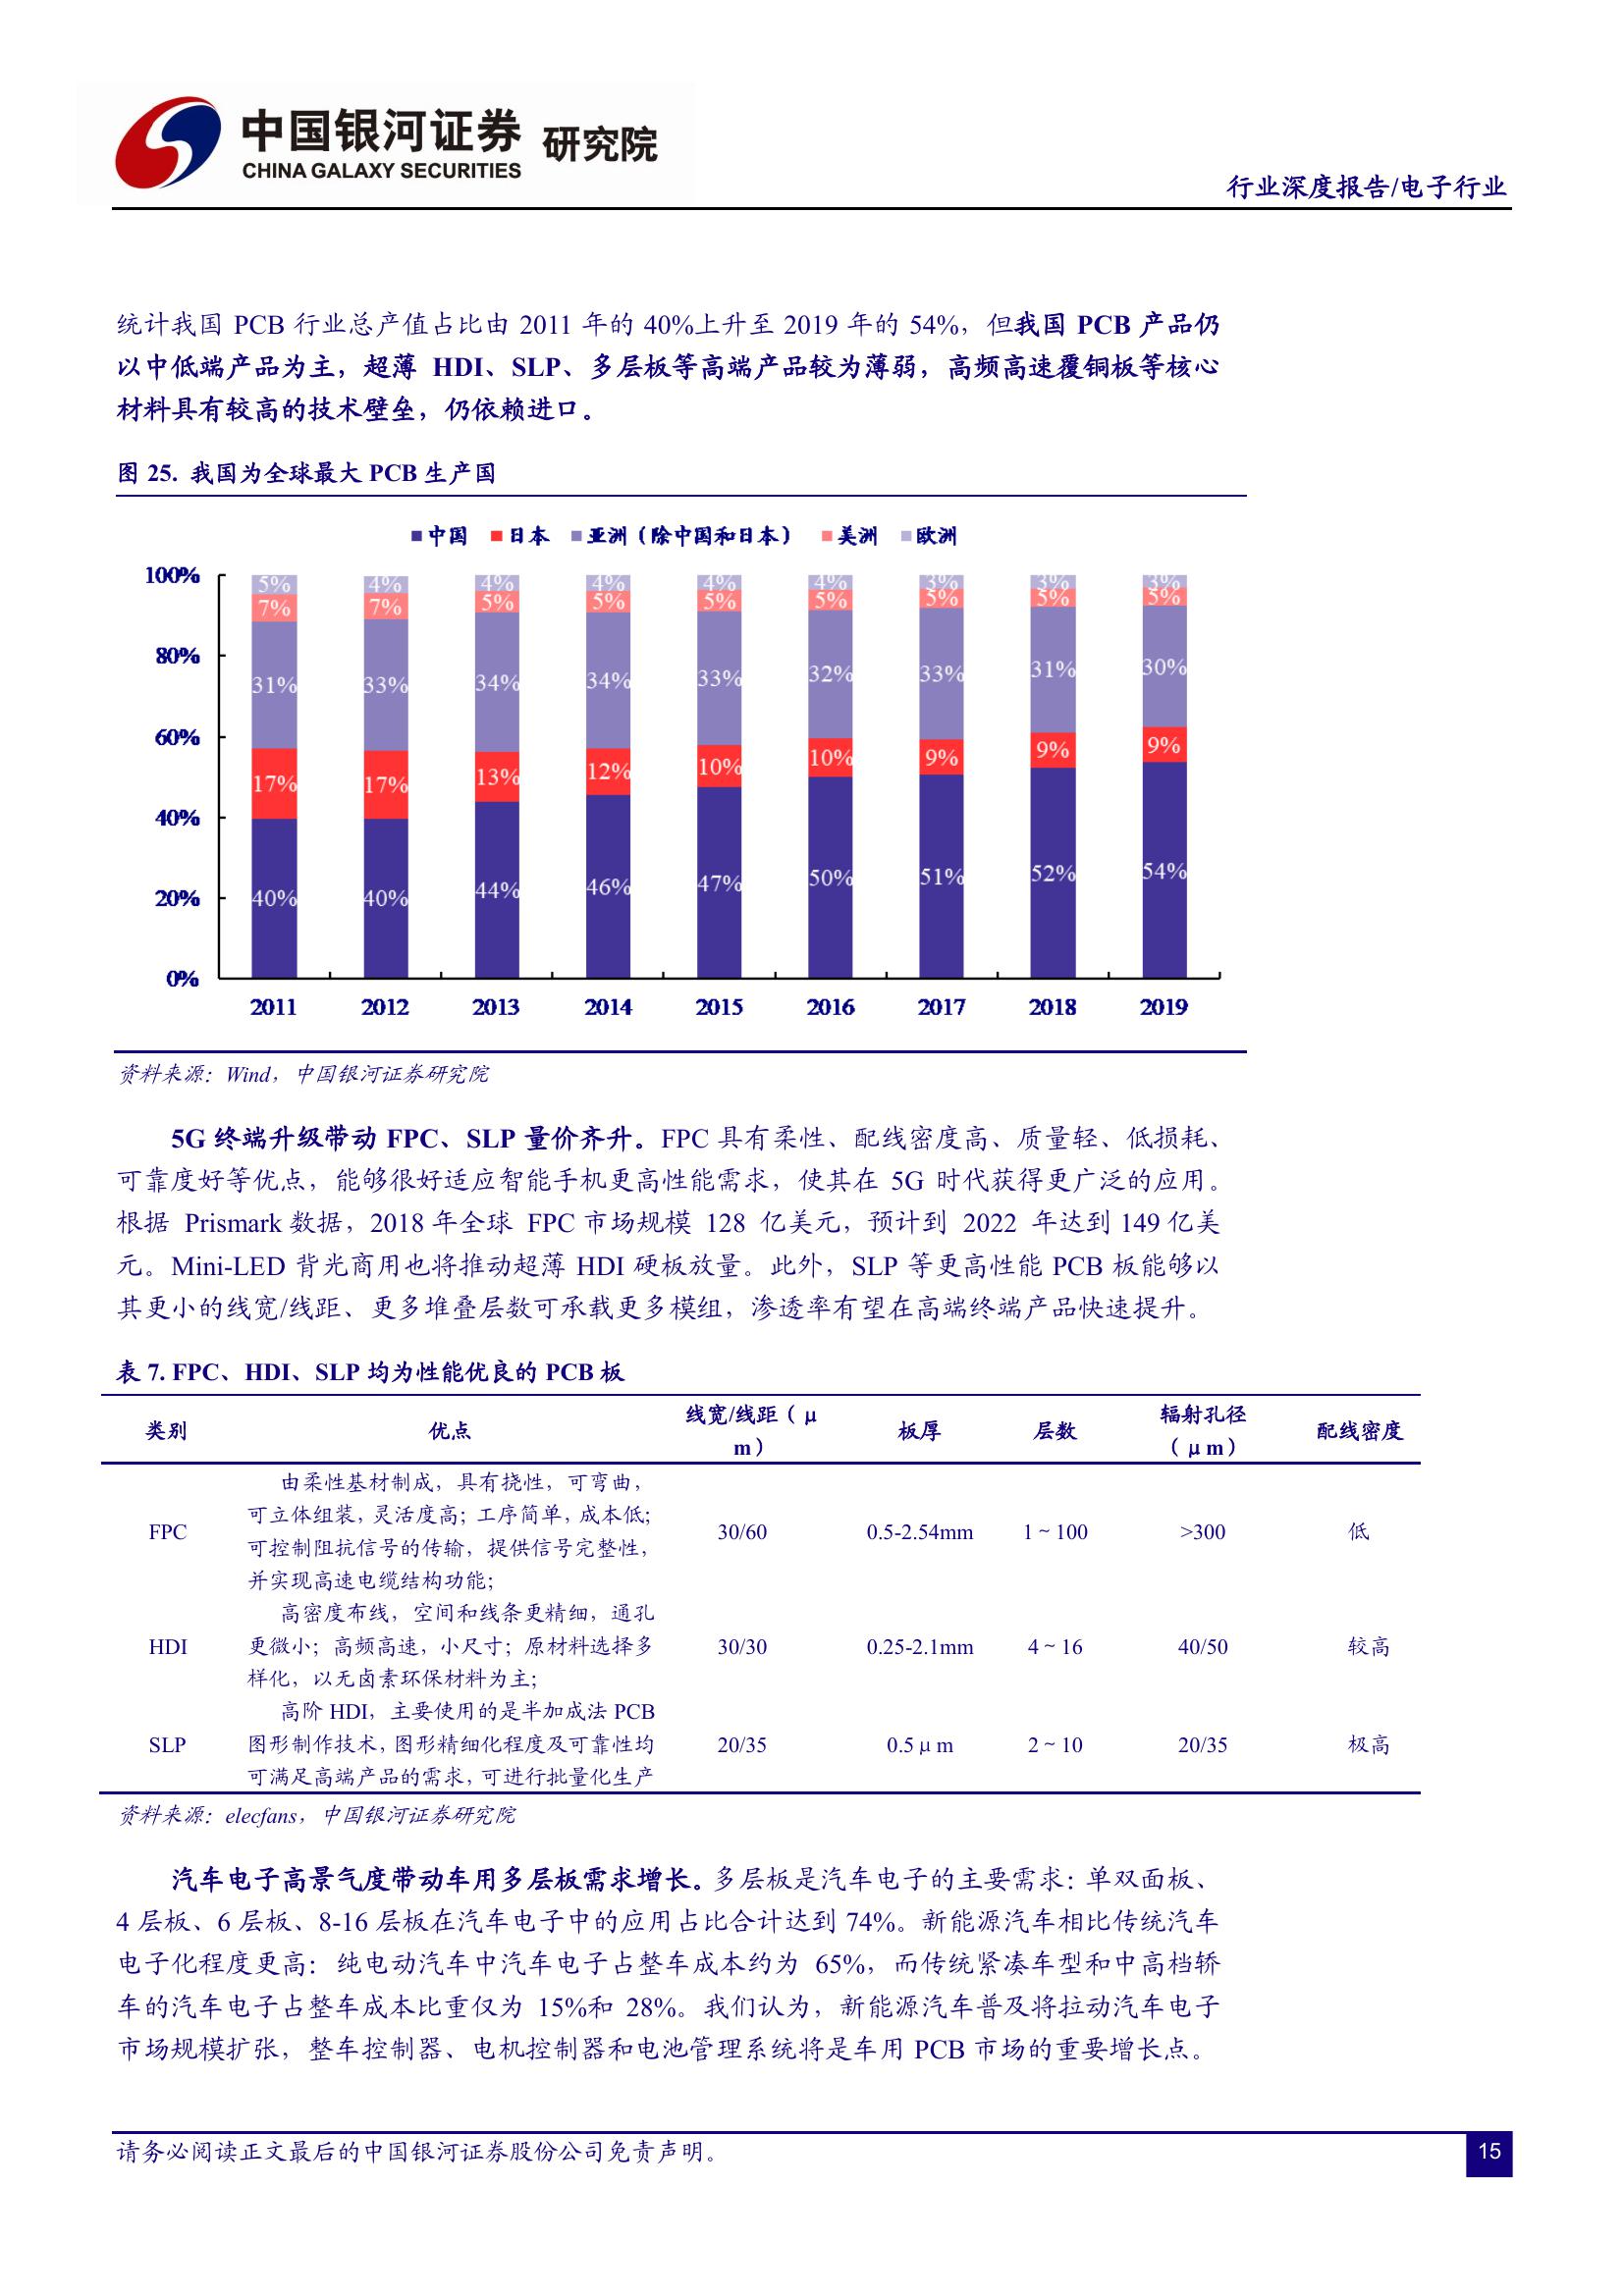 中国银河证券 研究院
CHINA GALAXY SECURITIES
行业深度报告/电子行业
统计我国 PCB 行业总产值占比由 2011 年的 40%上升至 2019 年的 54%，但我国 PCB 产品仍
以中低端产品为主，超薄 HDI、SLP、多层板等高端产品较为薄弱，高频高速覆铜板等核心
材料具有较高的技术壁垒，仍依赖进口。
图 25. 我国为全球最大 PCB 生产国
中国 日本 亚洲（除中国和日本） 美洲 欧洲
100% 5% 4% 4% 4% 4% 4% 3% 3% 3%
7% 7% 5% 5% 5% 5% 5% 5% 5%
80% 31% 33% 34% 34% 33% 32% 33% 31% 30%
60% 17% 17% 13% 12% 10% 10% 9% 9% 9%
40%
20% 40% 40% 44% 46% 47% 50% 51% 52% 54%
0%
2011 2012 2013 2014 2015 2016 2017 2018 2019
资料来源：Wind，中国银河证券研究院
5G 终端升级带动 FPC、SLP 量价齐升。FPC 具有柔性、配线密度高、质量轻、低损耗、
可靠度好等优点，能够很好适应智能手机更高性能需求，使其在 5G 时代获得更广泛的应用。
根据 Prismark 数据，2018 年全球 FPC 市场规模 128 亿美元，预计到 2022 年达到 149 亿美
元。Mini-LED 背光商用也将推动超薄 HDI 硬板放量。此外，SLP 等更高性能 PCB 板能够以
其更小的线宽/线距、更多堆叠层数可承载更多模组，渗透率有望在高端终端产品快速提升。
表 7. FPC、HDI、SLP 均为性能优良的 PCB 板
类别 优点 线宽/线距（μm） 板厚 层数 辐射孔径（μm） 配线密度
由柔性基材制成，具有挠性，可弯曲，
可立体组装，灵活度高；工序简单，成本低；
FPC 30/60 0.5-2.54mm 1~100 >300 低
可控制阻抗信号的传输，提供信号完整性，
并实现高速电缆结构功能；
高密度布线，空间和线条更精细，通孔
HDI 更微小；高频高速，小尺寸；原材料选择多 30/30 0.25-2.1mm 4~16 40/50 较高
样化，以无卤素环保材料为主；
高阶 HDI，主要使用的是半加成法 PCB
SLP 图形制作技术，图形精细化程度及可靠性均 20/35 0.5μm 2~10 20/35 极高
可满足高端产品的需求，可进行批量化生产
资料来源：elecfans，中国银河证券研究院
汽车电子高景气度带动车用多层板需求增长。多层板是汽车电子的主要需求：单双面板、
4 层板、6 层板、8-16 层板在汽车电子中的应用占比合计达到 74%。新能源汽车相比传统汽车
电子化程度更高：纯电动汽车中汽车电子占整车成本约为 65%，而传统紧凑车型和中高档轿
车的汽车电子占整车成本比重仅为 15%和 28%。我们认为，新能源汽车普及将拉动汽车电子
市场规模扩张，整车控制器、电机控制器和电池管理系统将是车用 PCB 市场的重要增长点。
请务必阅读正文最后的中国银河证券股份公司免责声明。
15